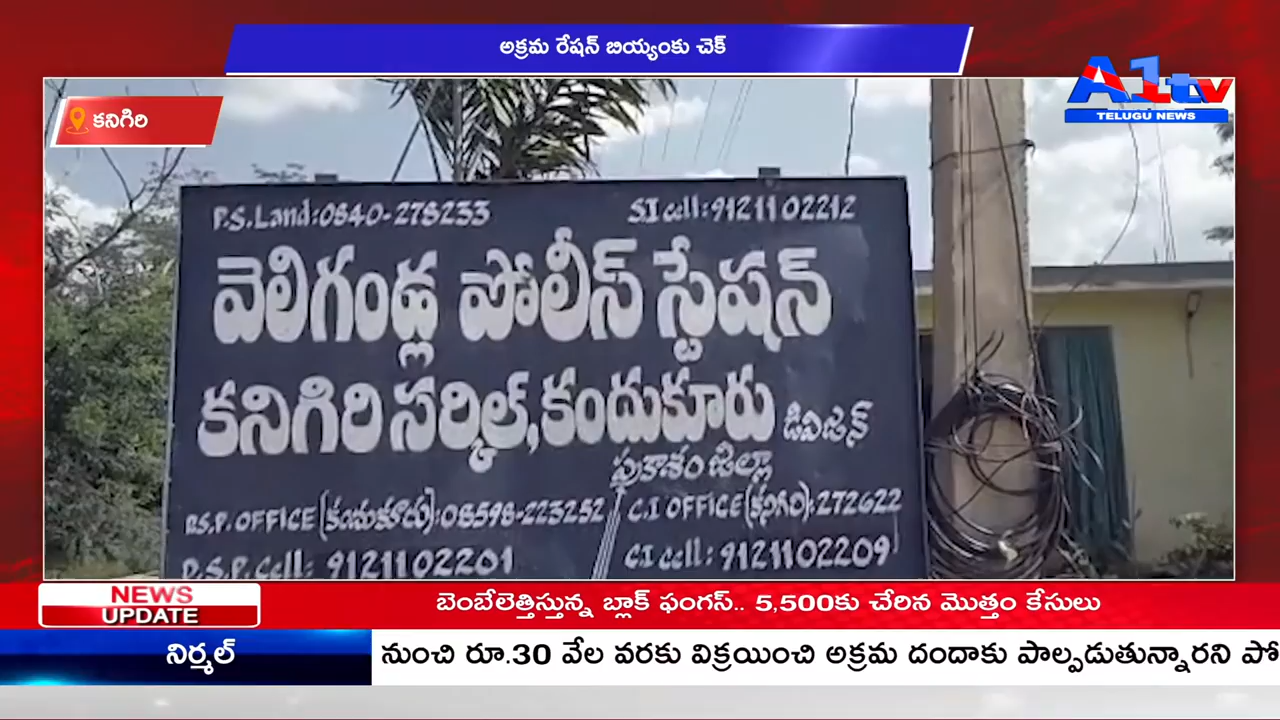 అక్రమ రేషన్ బియ్యంకు చెక్
A1tv
TELUGU NEWS
కనిగిరి
P.S.Land:0840-278233 SI cell:9121102212
వెలిగండ్ల పోలీస్ స్టేషన్
కనిగిరి సర్కిల్,కందుకూరు డివిజన్
ప్రకాశం జిల్లా
D.S.P. OFFICE (కందుకూరు):08598-223252 C.I OFFICE(కనిగిరి):272622
D.S.P. Cell: 9121102201 CI Cell: 9121102209
NEWS
UPDATE
బెంబేలెత్తిస్తున్న బ్లాక్ ఫంగస్.. 5,500కు చేరిన మొత్తం కేసులు
నిర్మల్ నుంచి రూ.30 వేల వరకు విక్రయించి అక్రమ దందాకు పాల్పడుతున్నారని పో